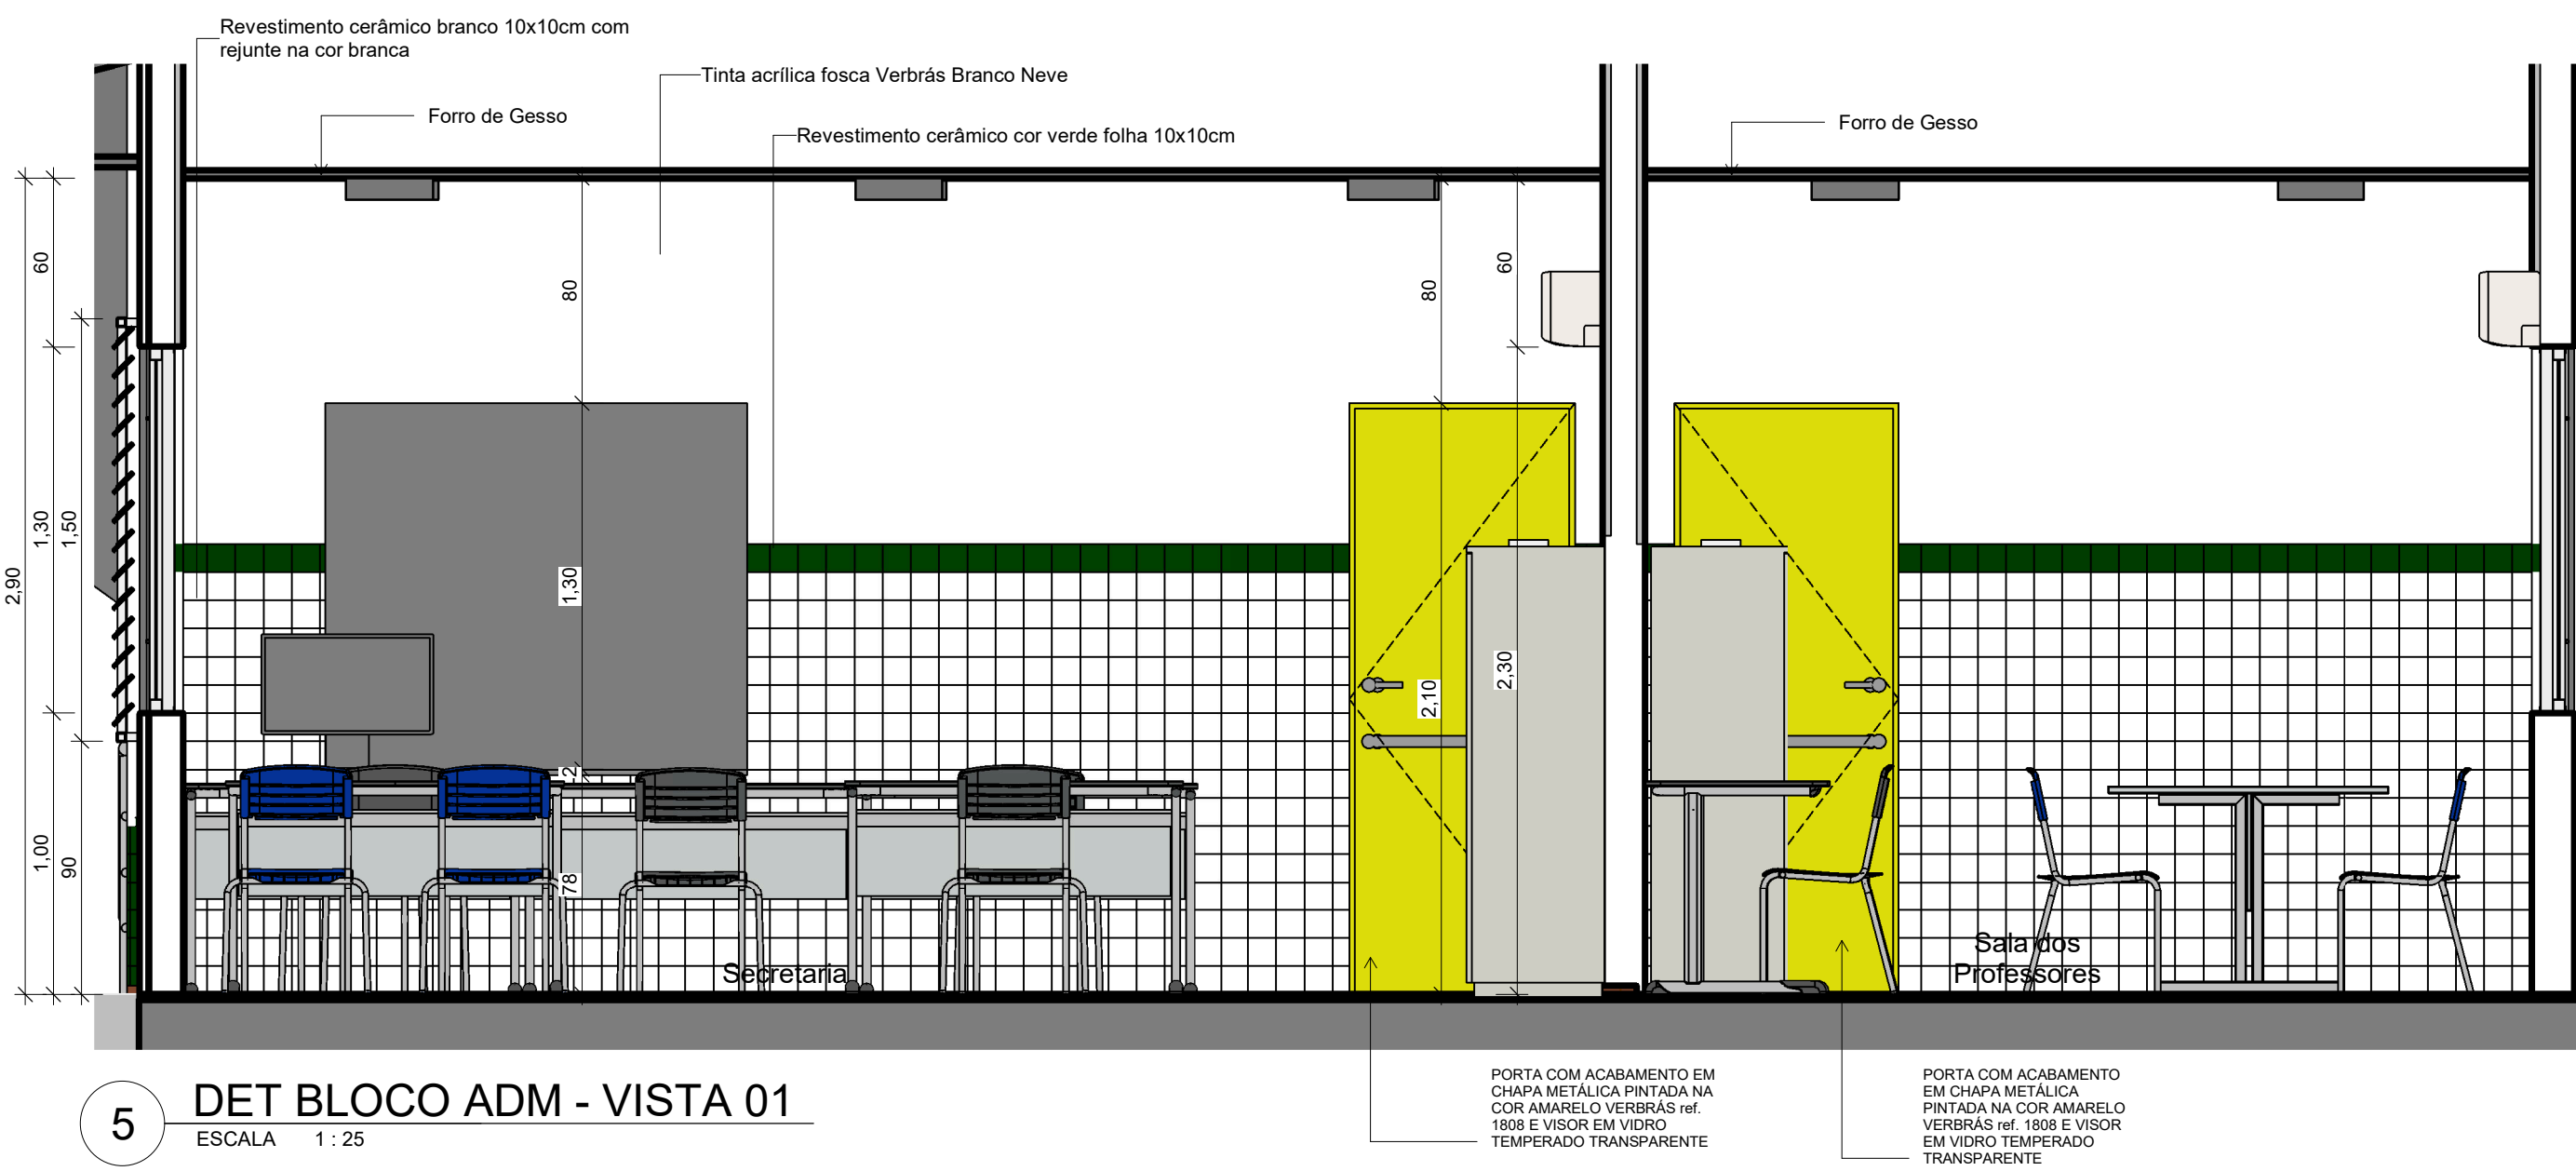 Revestimento cerâmico branco 10x10cm com
rejunte na cor branca
Tinta acrílica fosca Verbrás Branco Neve
Forro de Gesso
Revestimento cerâmico cor verde folha 10x10cm
Forro de Gesso
60
80
80
60
1,30
1,50
2,90
1,30
2,10
2,30
2
1,00
90
78
Secretaria
Sala dos
Professores
PORTA COM ACABAMENTO EM
CHAPA METÁLICA PINTADA NA
COR AMARELO VERBRÁS ref.
1808 E VISOR EM VIDRO
TEMPERADO TRANSPARENTE
PORTA COM ACABAMENTO
EM CHAPA METÁLICA
PINTADA NA COR AMARELO
VERBRÁS ref. 1808 E VISOR
EM VIDRO TEMPERADO
TRANSPARENTE
5
DET BLOCO ADM - VISTA 01
ESCALA 1 : 25